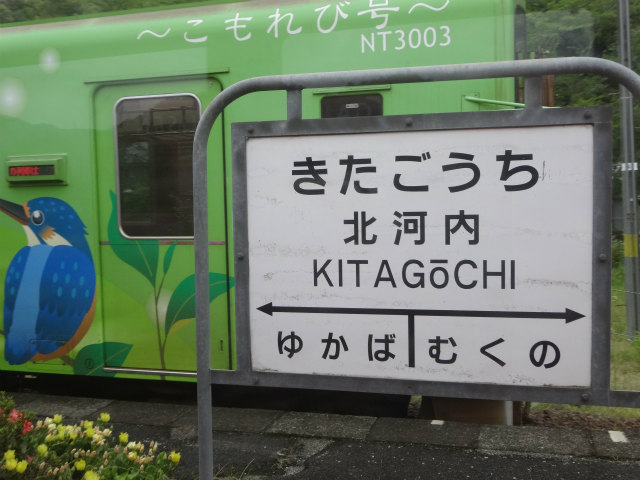 ～こもれび号～
NT3003
きたごうち
北河内
KITAGōCHI
ゆかば むくの